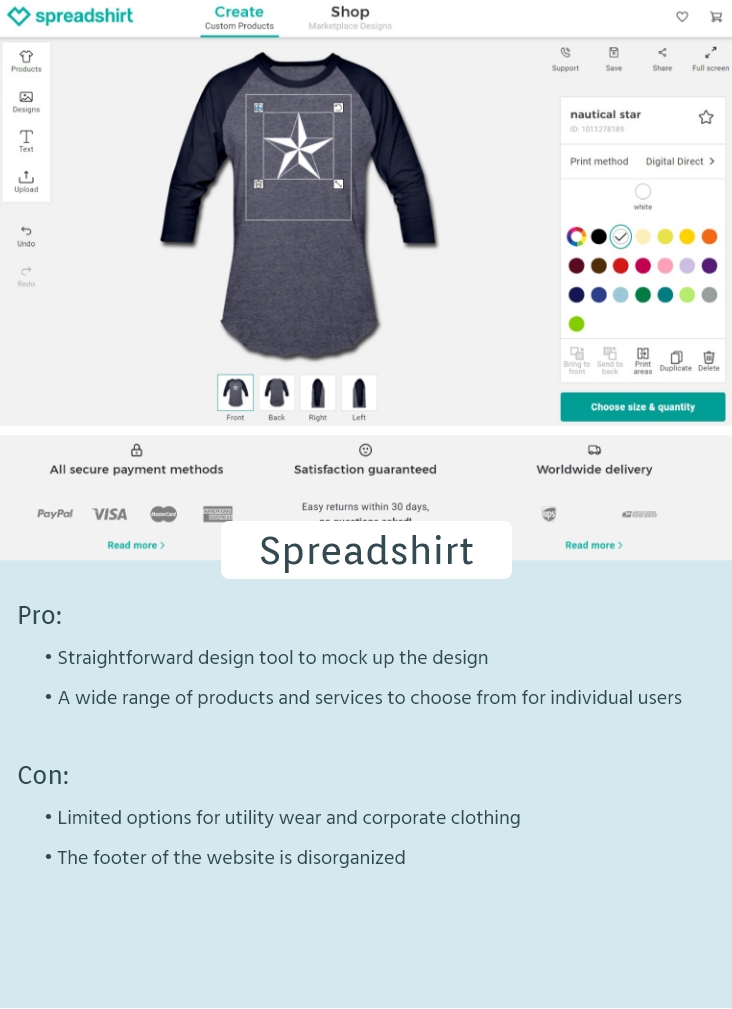 spreadshirt
Create
Custom Products
Shop
Marketplace Designs
Products
Designs
Text
Upload
Undo
Redo
Support
Save
Share
Full screen
nautical star
ID: 1011278189
Print method
Digital Direct
white
Bring to
front
Send to
back
Print
areas
Duplicate
Delete
Choose size & quantity
Front
Back
Right
Left
All secure payment methods
PayPal
VISA
MasterCard
Read more >
Satisfaction guaranteed
Easy returns within 30 days,
no questions asked!
Worldwide delivery
ups
Read more >
Spreadshirt
Pro:
• Straightforward design tool to mock up the design
• A wide range of products and services to choose from for individual users
Con:
• Limited options for utility wear and corporate clothing
• The footer of the website is disorganized